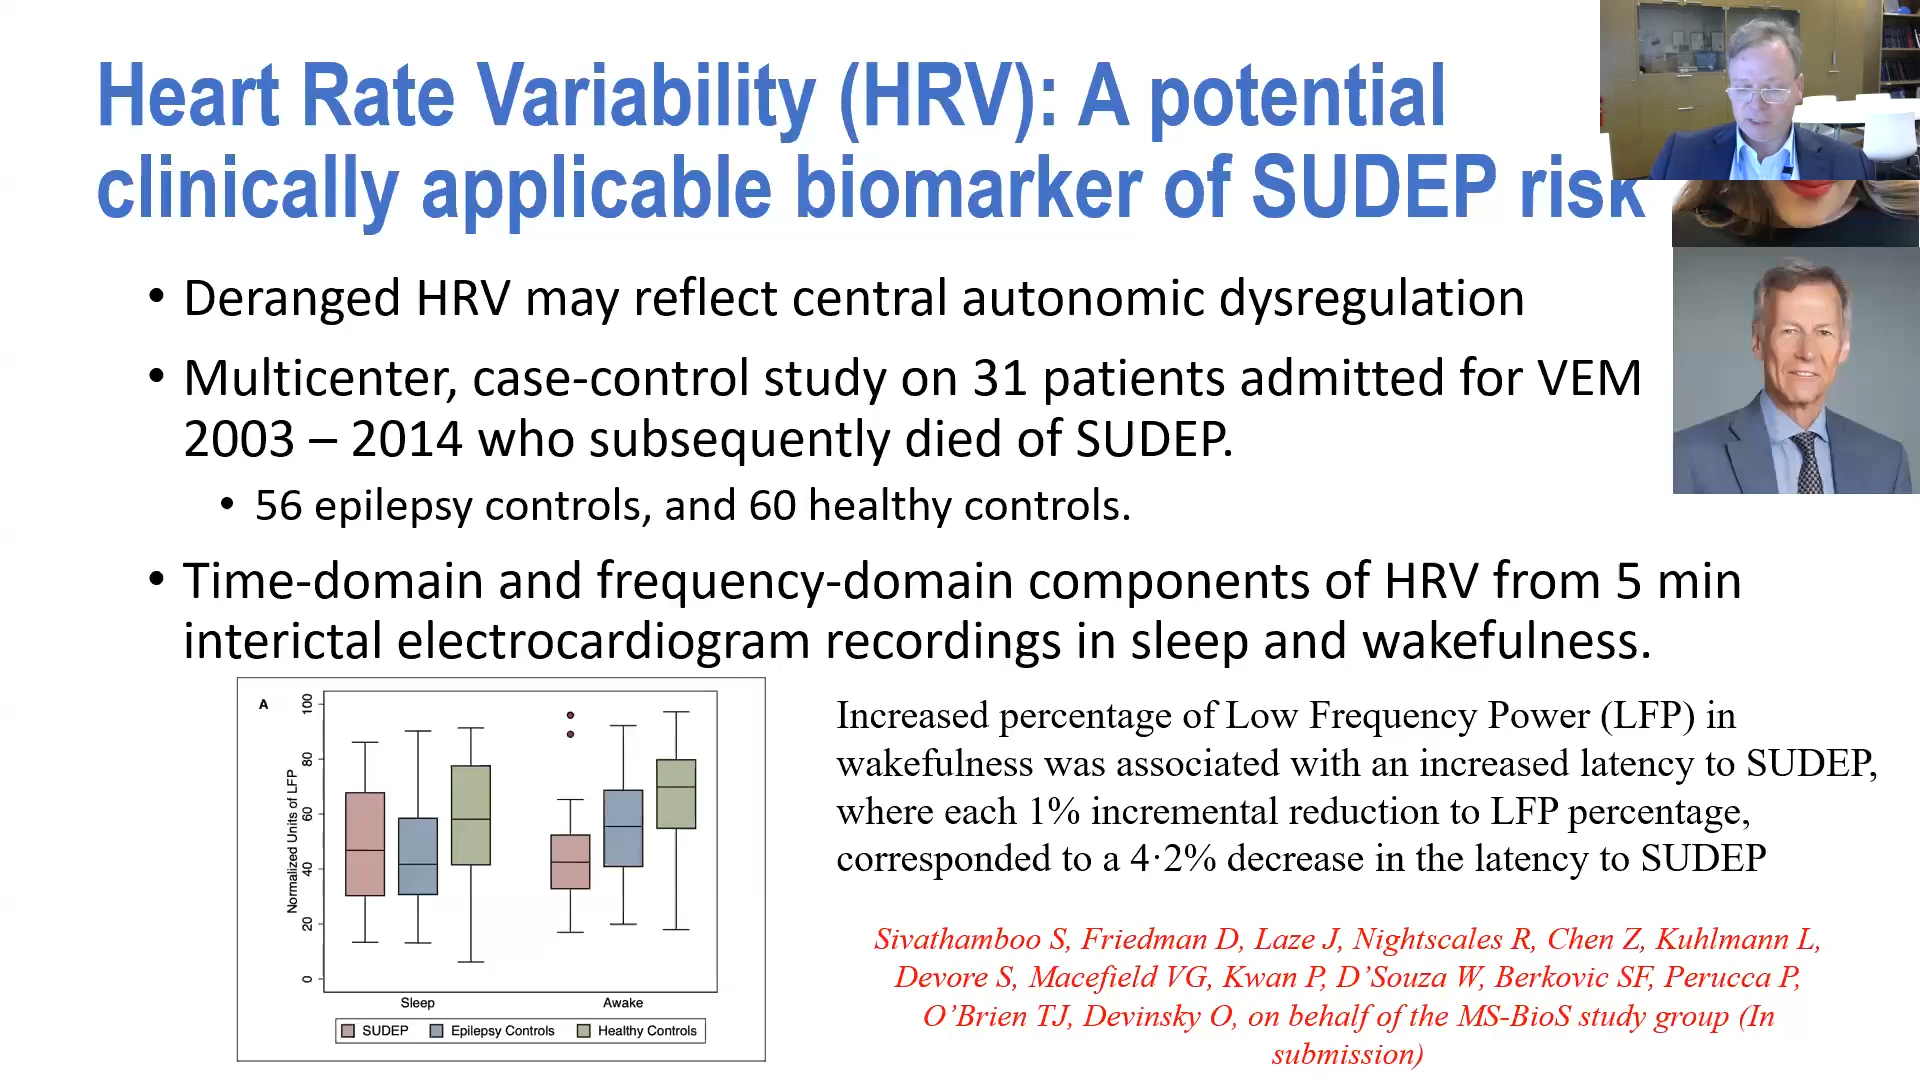 Heart Rate Variability (HRV): A potential
clinically applicable biomarker of SUDEP risk
• Deranged HRV may reflect central autonomic dysregulation
• Multicenter, case-control study on 31 patients admitted for VEM
2003 – 2014 who subsequently died of SUDEP.
• 56 epilepsy controls, and 60 healthy controls.
• Time-domain and frequency-domain components of HRV from 5 min
interictal electrocardiogram recordings in sleep and wakefulness.
A
Normalized Units of LFP
100
80
60
40
20
0
Sleep
Awake
SUDEP
Epilepsy Controls
Healthy Controls
Increased percentage of Low Frequency Power (LFP) in
wakefulness was associated with an increased latency to SUDEP,
where each 1% incremental reduction to LFP percentage,
corresponded to a 4·2% decrease in the latency to SUDEP
Sivathamboo S, Friedman D, Laze J, Nightscales R, Chen Z, Kuhlmann L,
Devore S, Macefield VG, Kwan P, D’Souza W, Berkovic SF, Perucca P,
O’Brien TJ, Devinsky O, on behalf of the MS-BioS study group (In
submission)